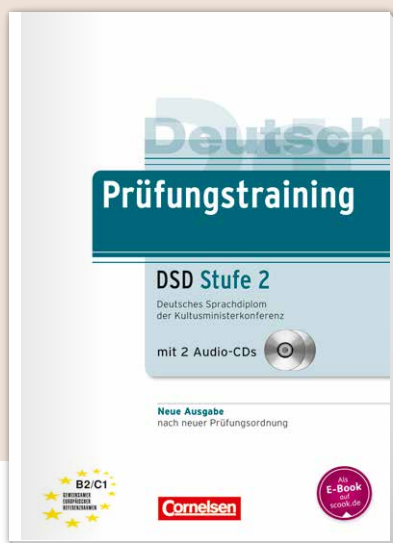 Deutsch
Prüfungstraining
DSD Stufe 2
Deutsches Sprachdiplom
der Kultusministerkonferenz
mit 2 Audio-CDs
Neue Ausgabe
nach neuer Prüfungsordnung
B2/C1
GEMEINSAMER
EUROPÄISCHER
REFERENZRAHMEN
Cornelsen
Als
E-Book
auf
scook.de